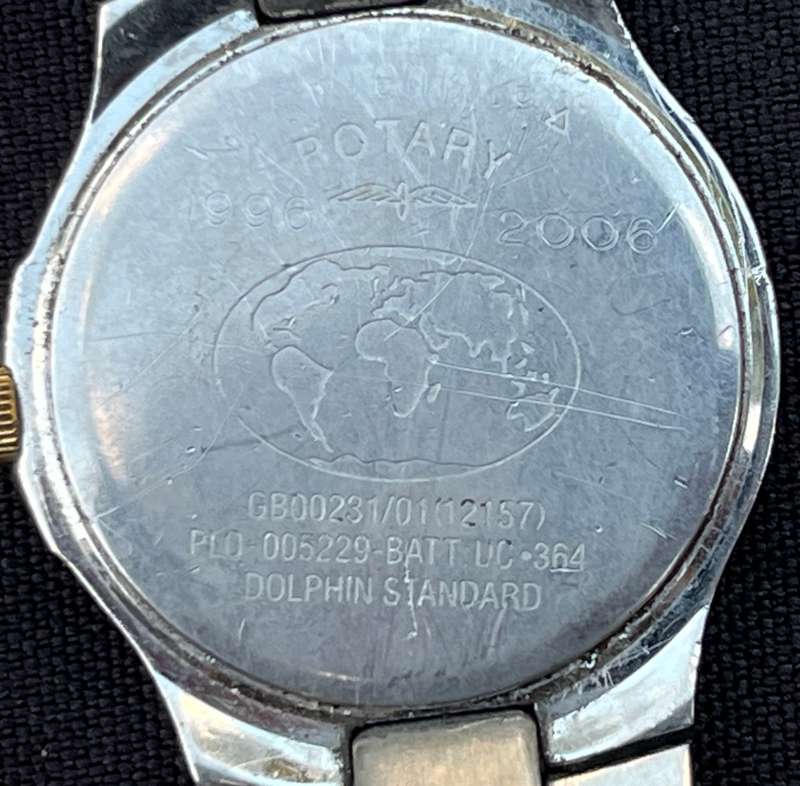 ROTARY
1996 2006
GB00231/01(12157)
PLO-005229-BATT.UC•364
DOLPHIN STANDARD